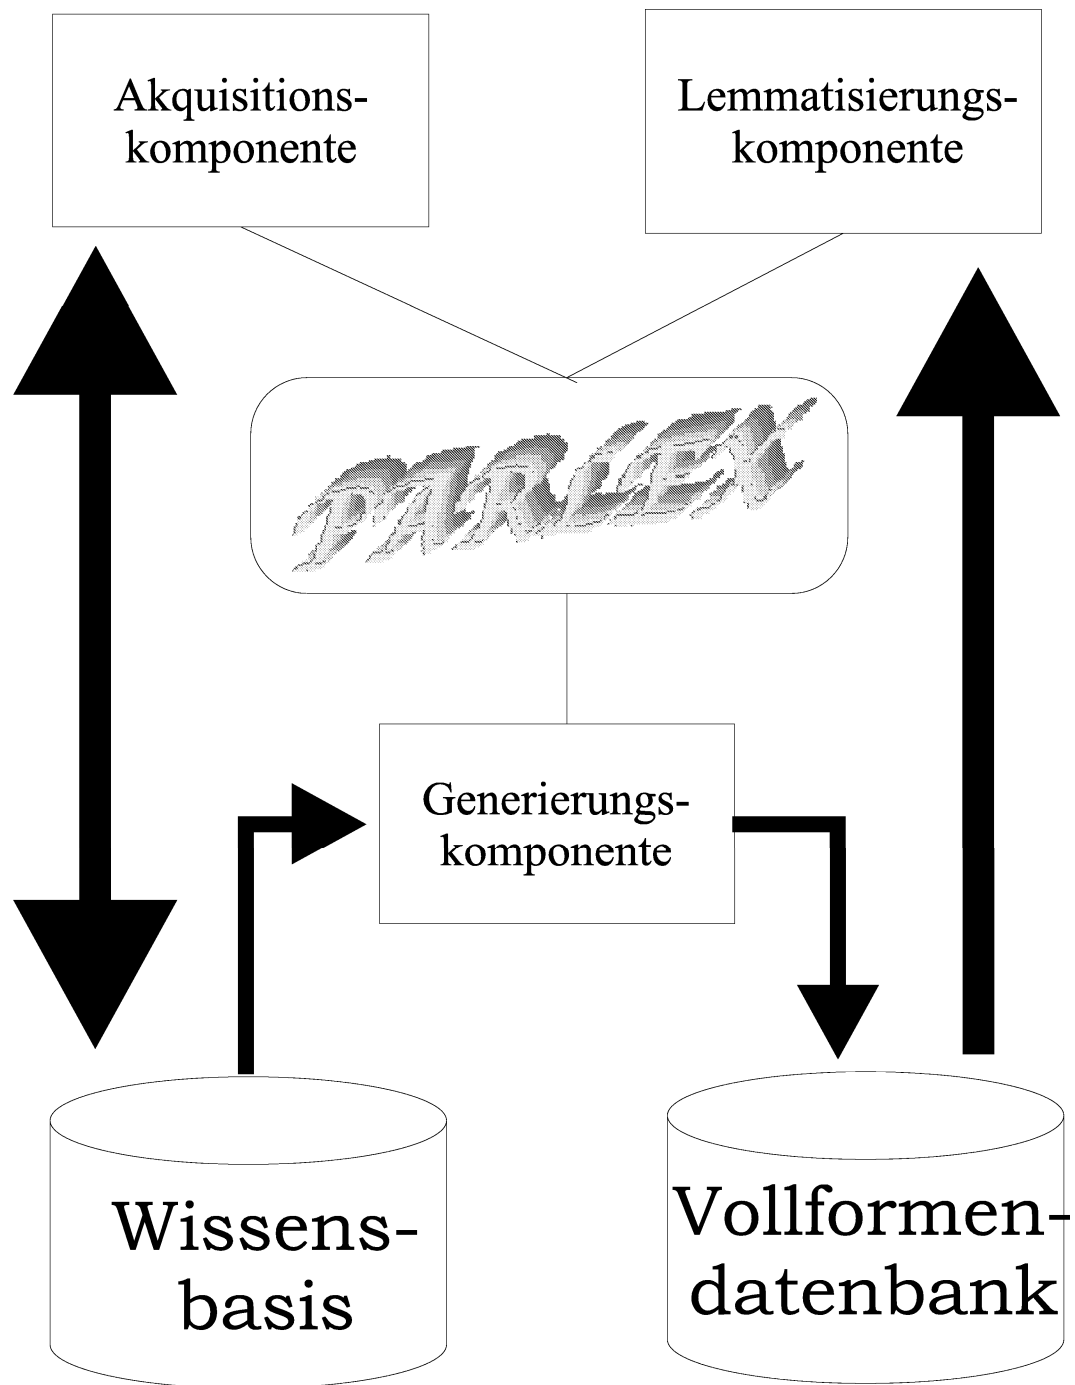 Akquisitions-
komponente
Lemmatisierungs-
komponente
PARLEX
Generierungs-
komponente
Wissens-
basis
Vollformen-
datenbank